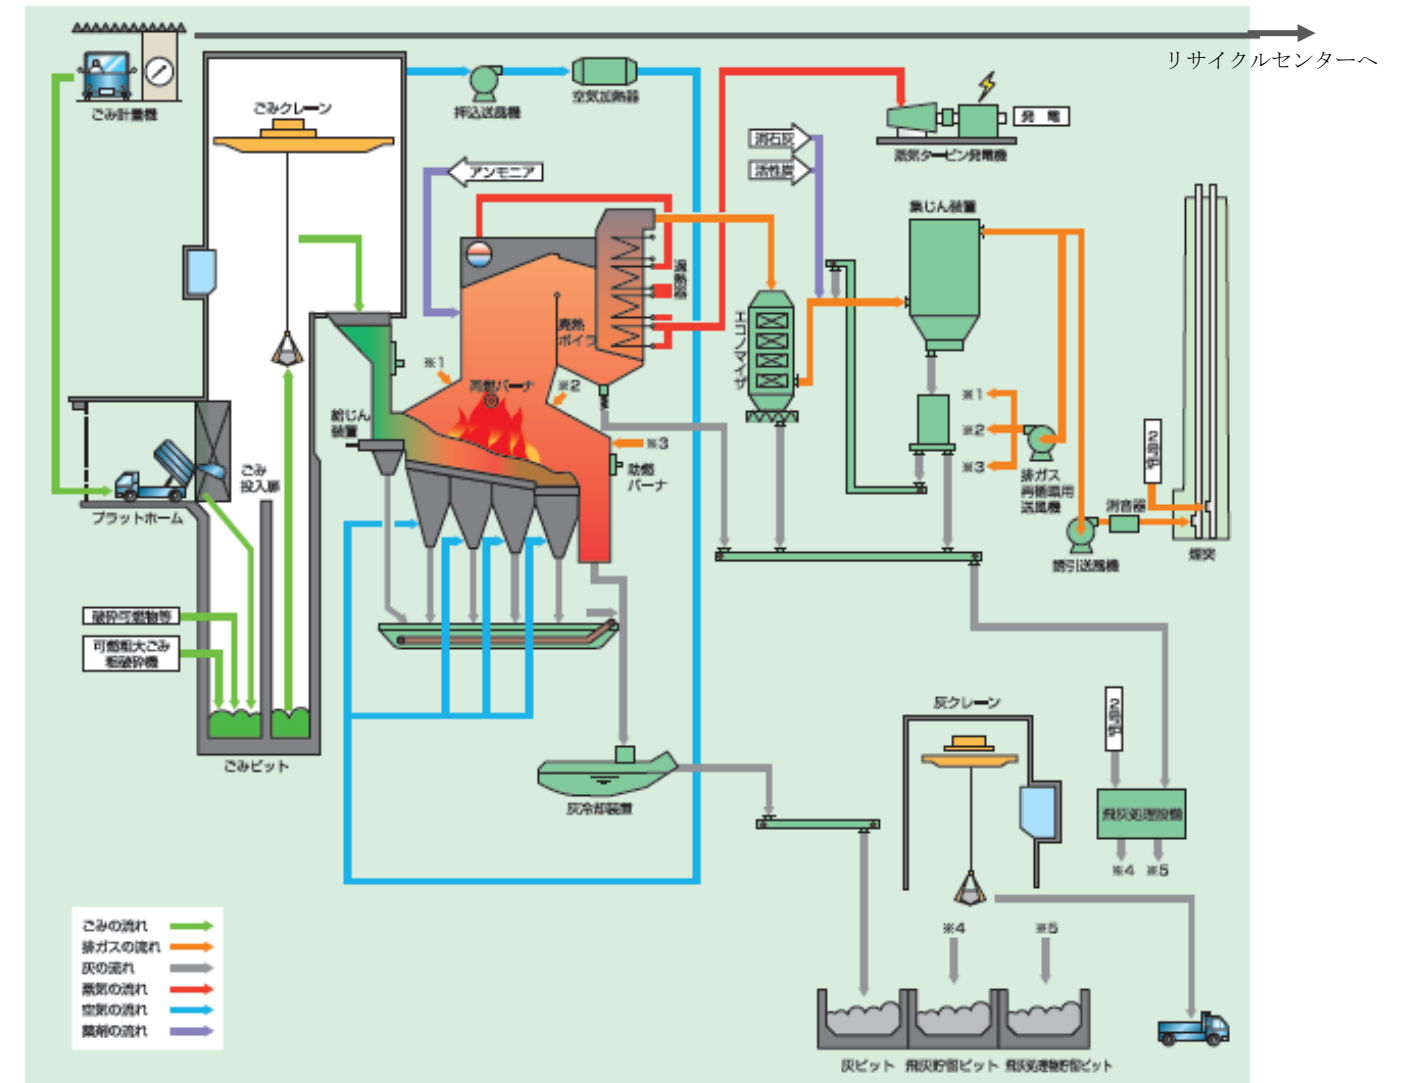 リサイクルセンターへ
ごみ計量機
ごみクレーン
押込送風機
空気加熱器
発電
蒸気タービン発電機
消石灰
活性炭
アンモニア
集じん装置
過熱器
廃熱
ボイラ
エコノマイザ
※1
再燃バーナ
※2
※3
給じん
装置
助燃
バーナ
ごみ
投入扉
プラットホーム
※1
※2
※3
排ガス
再循環用
送風機
2号炉
消音器
誘引送風機
煙突
破砕可燃物等
可燃粗大ごみ
粗破砕機
ごみピット
灰冷却装置
灰クレーン
2号炉
飛灰処理設備
※4
※5
※4
※5
灰ピット
飛灰貯留ピット
飛灰処理物貯留ピット
ごみの流れ
排ガスの流れ
灰の流れ
蒸気の流れ
空気の流れ
薬剤の流れ